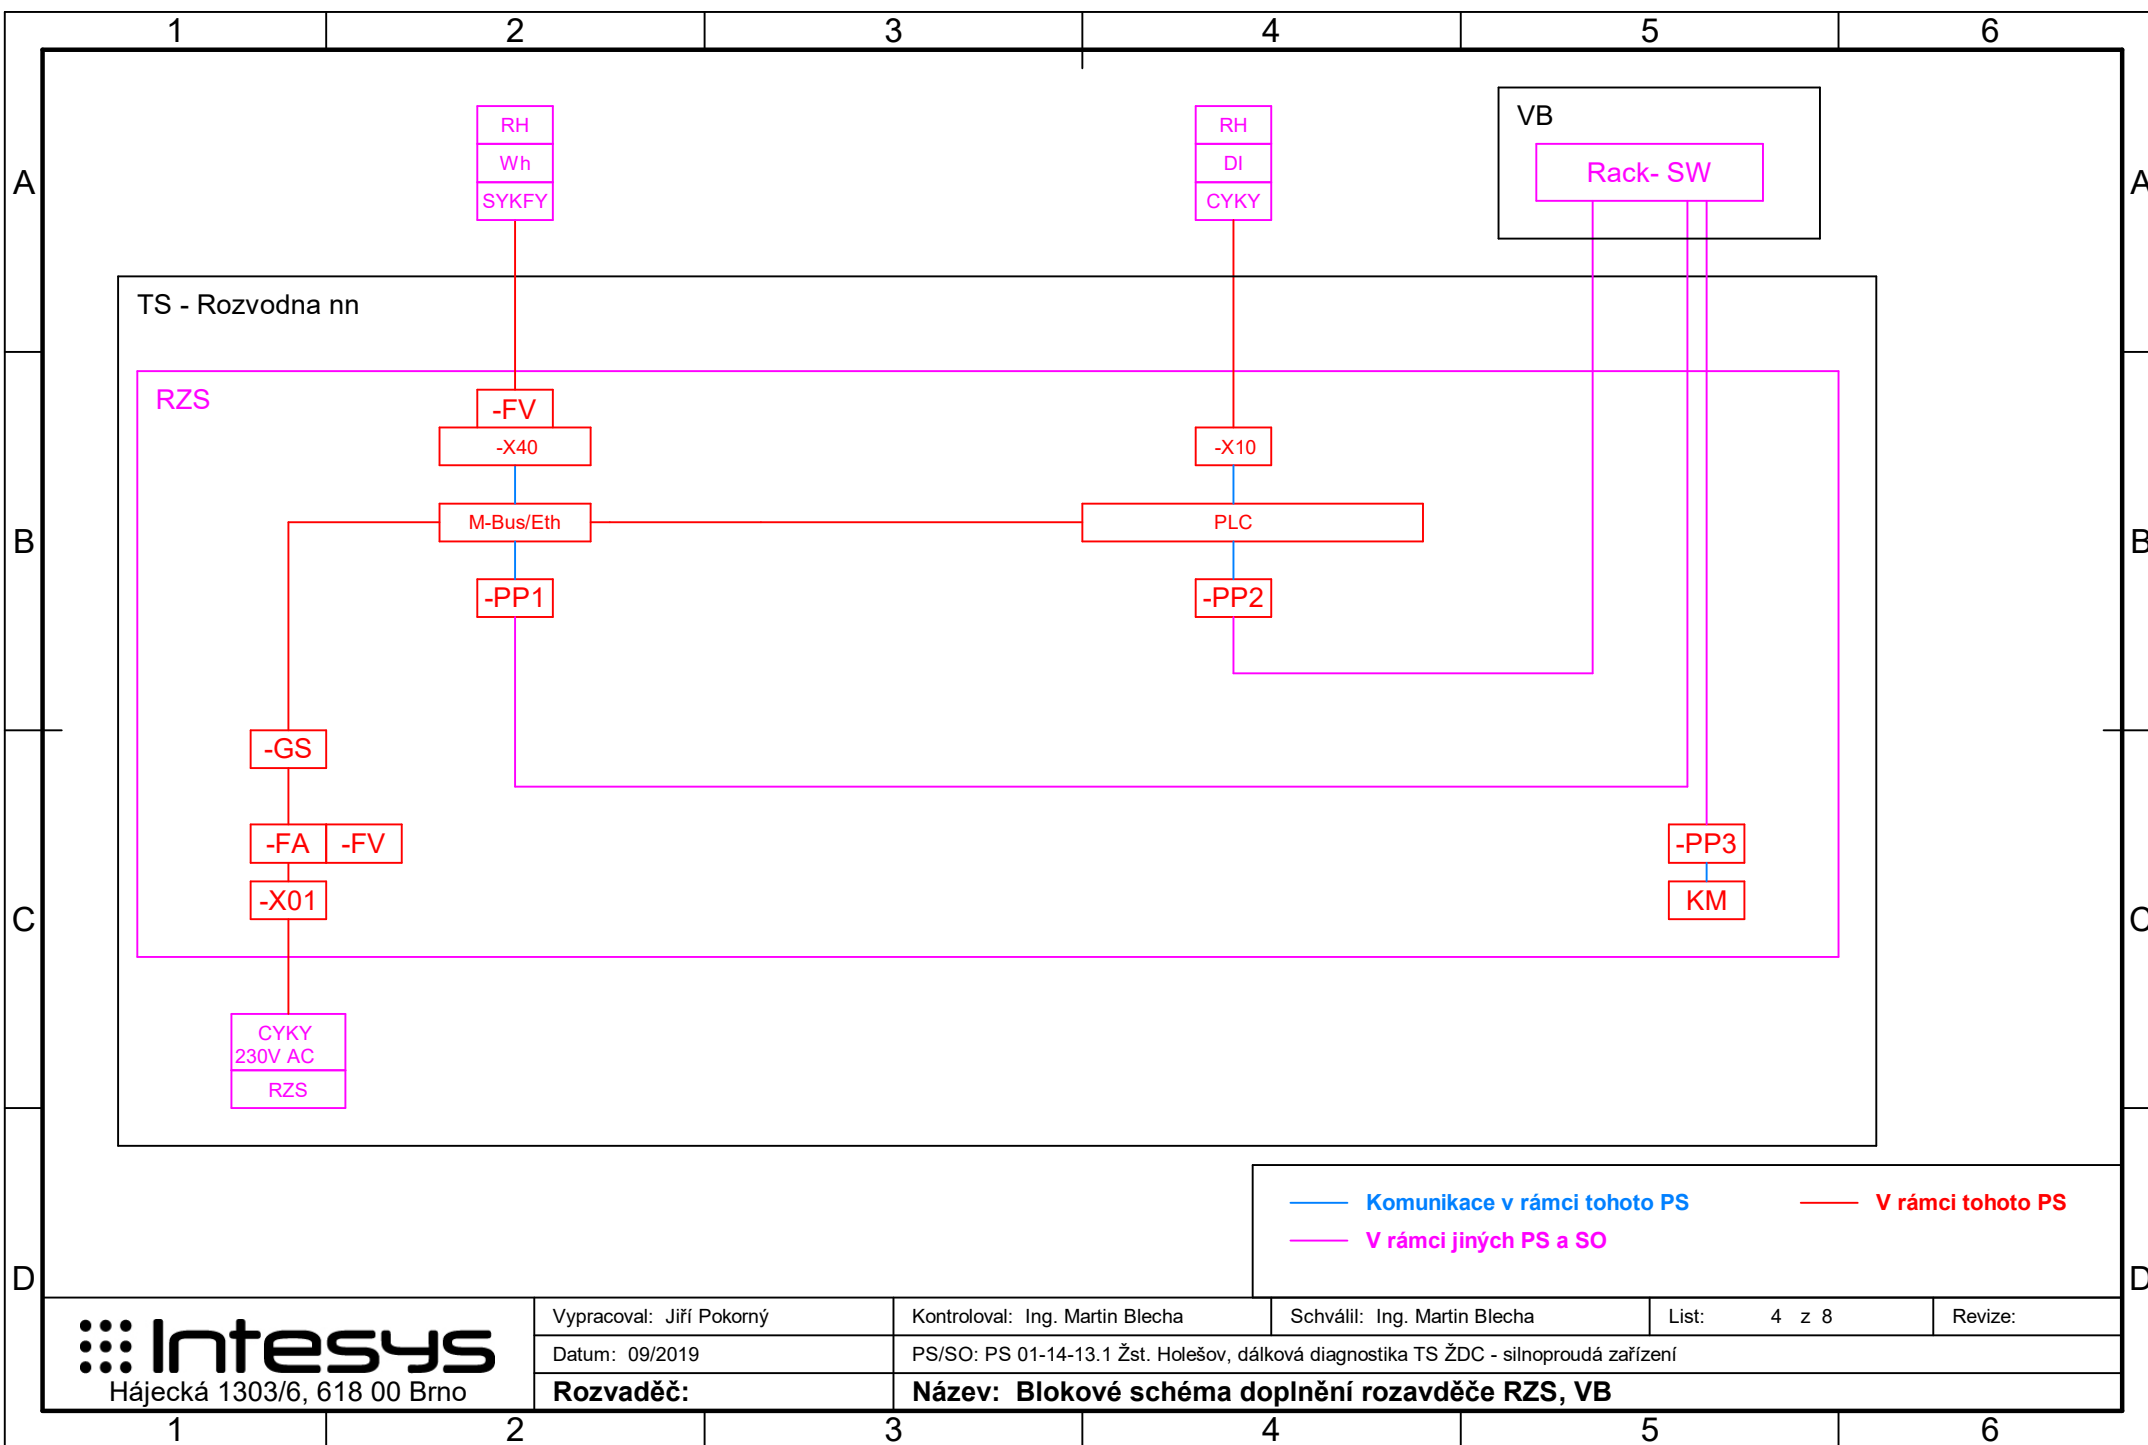 1 2 3 4 5 6
A A
RH
Wh
SYKFY
RH
DI
CYKY
VB
Rack- SW
TS - Rozvodna nn
RZS
-FV
-X40
-X10
B B
M-Bus/Eth
PLC
-PP1
-PP2
-GS
-FA -FV
-X01
-PP3
KM
C C
CYKY
230V AC
RZS
Komunikace v rámci tohoto PS
V rámci tohoto PS
V rámci jiných PS a SO
D D
Intesys
Hájecká 1303/6, 618 00 Brno
Vypracoval: Jiří Pokorný
Kontroloval: Ing. Martin Blecha
Schválil: Ing. Martin Blecha
List: 4 z 8
Revize:
Datum: 09/2019
PS/SO: PS 01-14-13.1 Žst. Holešov, dálková diagnostika TS ŽDC - silnoproudá zařízení
Rozvaděč:
Název: Blokové schéma doplnění rozavděče RZS, VB
1 2 3 4 5 6